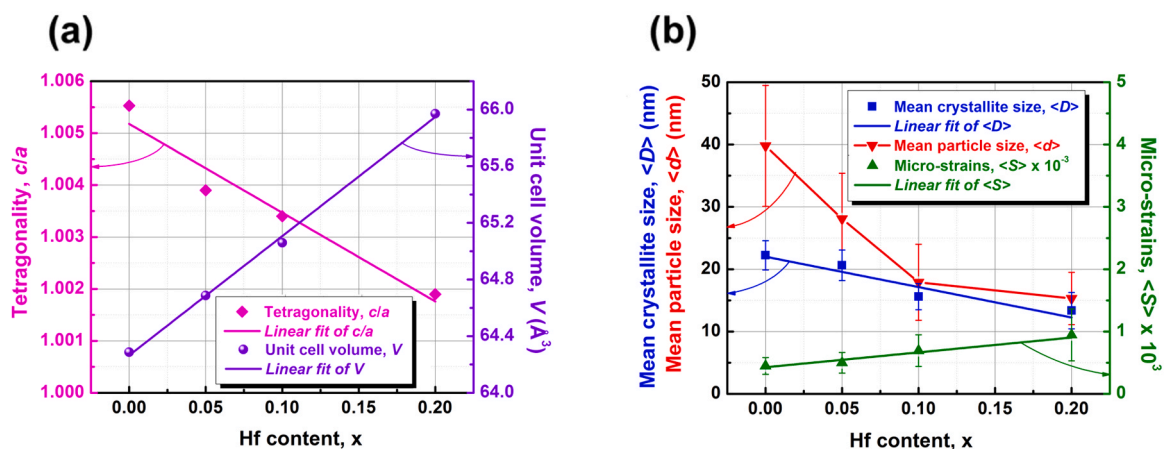 (a)
1.006
1.005
1.004
1.003
1.002
1.001
1.000
Tetragonality, c/a
66.0
65.6
65.2
64.8
64.4
64.0
Unit cell volume, V (Å³)
Tetragonality, c/a
Linear fit of c/a
Unit cell volume, V
Linear fit of V
0.00 0.05 0.10 0.15 0.20
Hf content, x
(b)
50
40
30
20
10
0
Mean crystallite size, <D> (nm)
Mean particle size, <d> (nm)
5
4
3
2
1
0
Micro-strains, <S> x 10³
Mean crystallite size, <D>
Linear fit of <D>
Mean particle size, <d>
Micro-strains, <S> x 10⁻³
Linear fit of <S>
0.00 0.05 0.10 0.15 0.20
Hf content, x